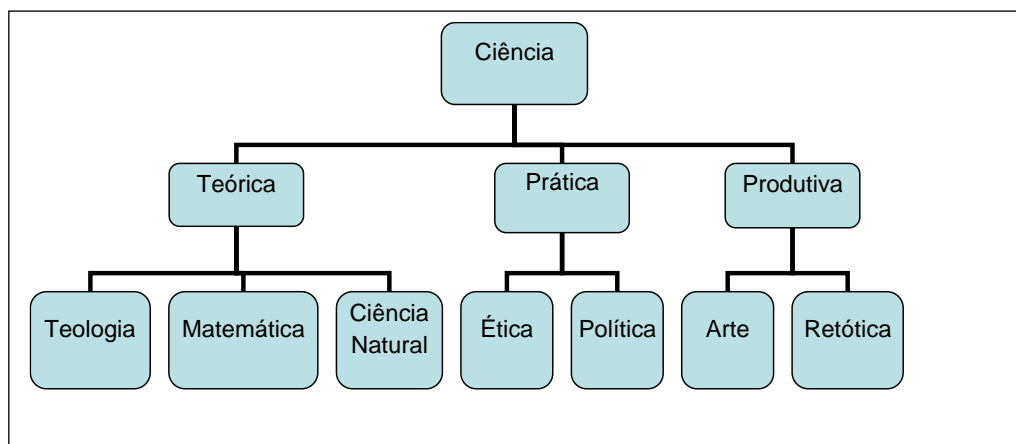 Ciência
Teórica
Prática
Produtiva
Teologia
Matemática
Ciência
Natural
Ética
Política
Arte
Retótica